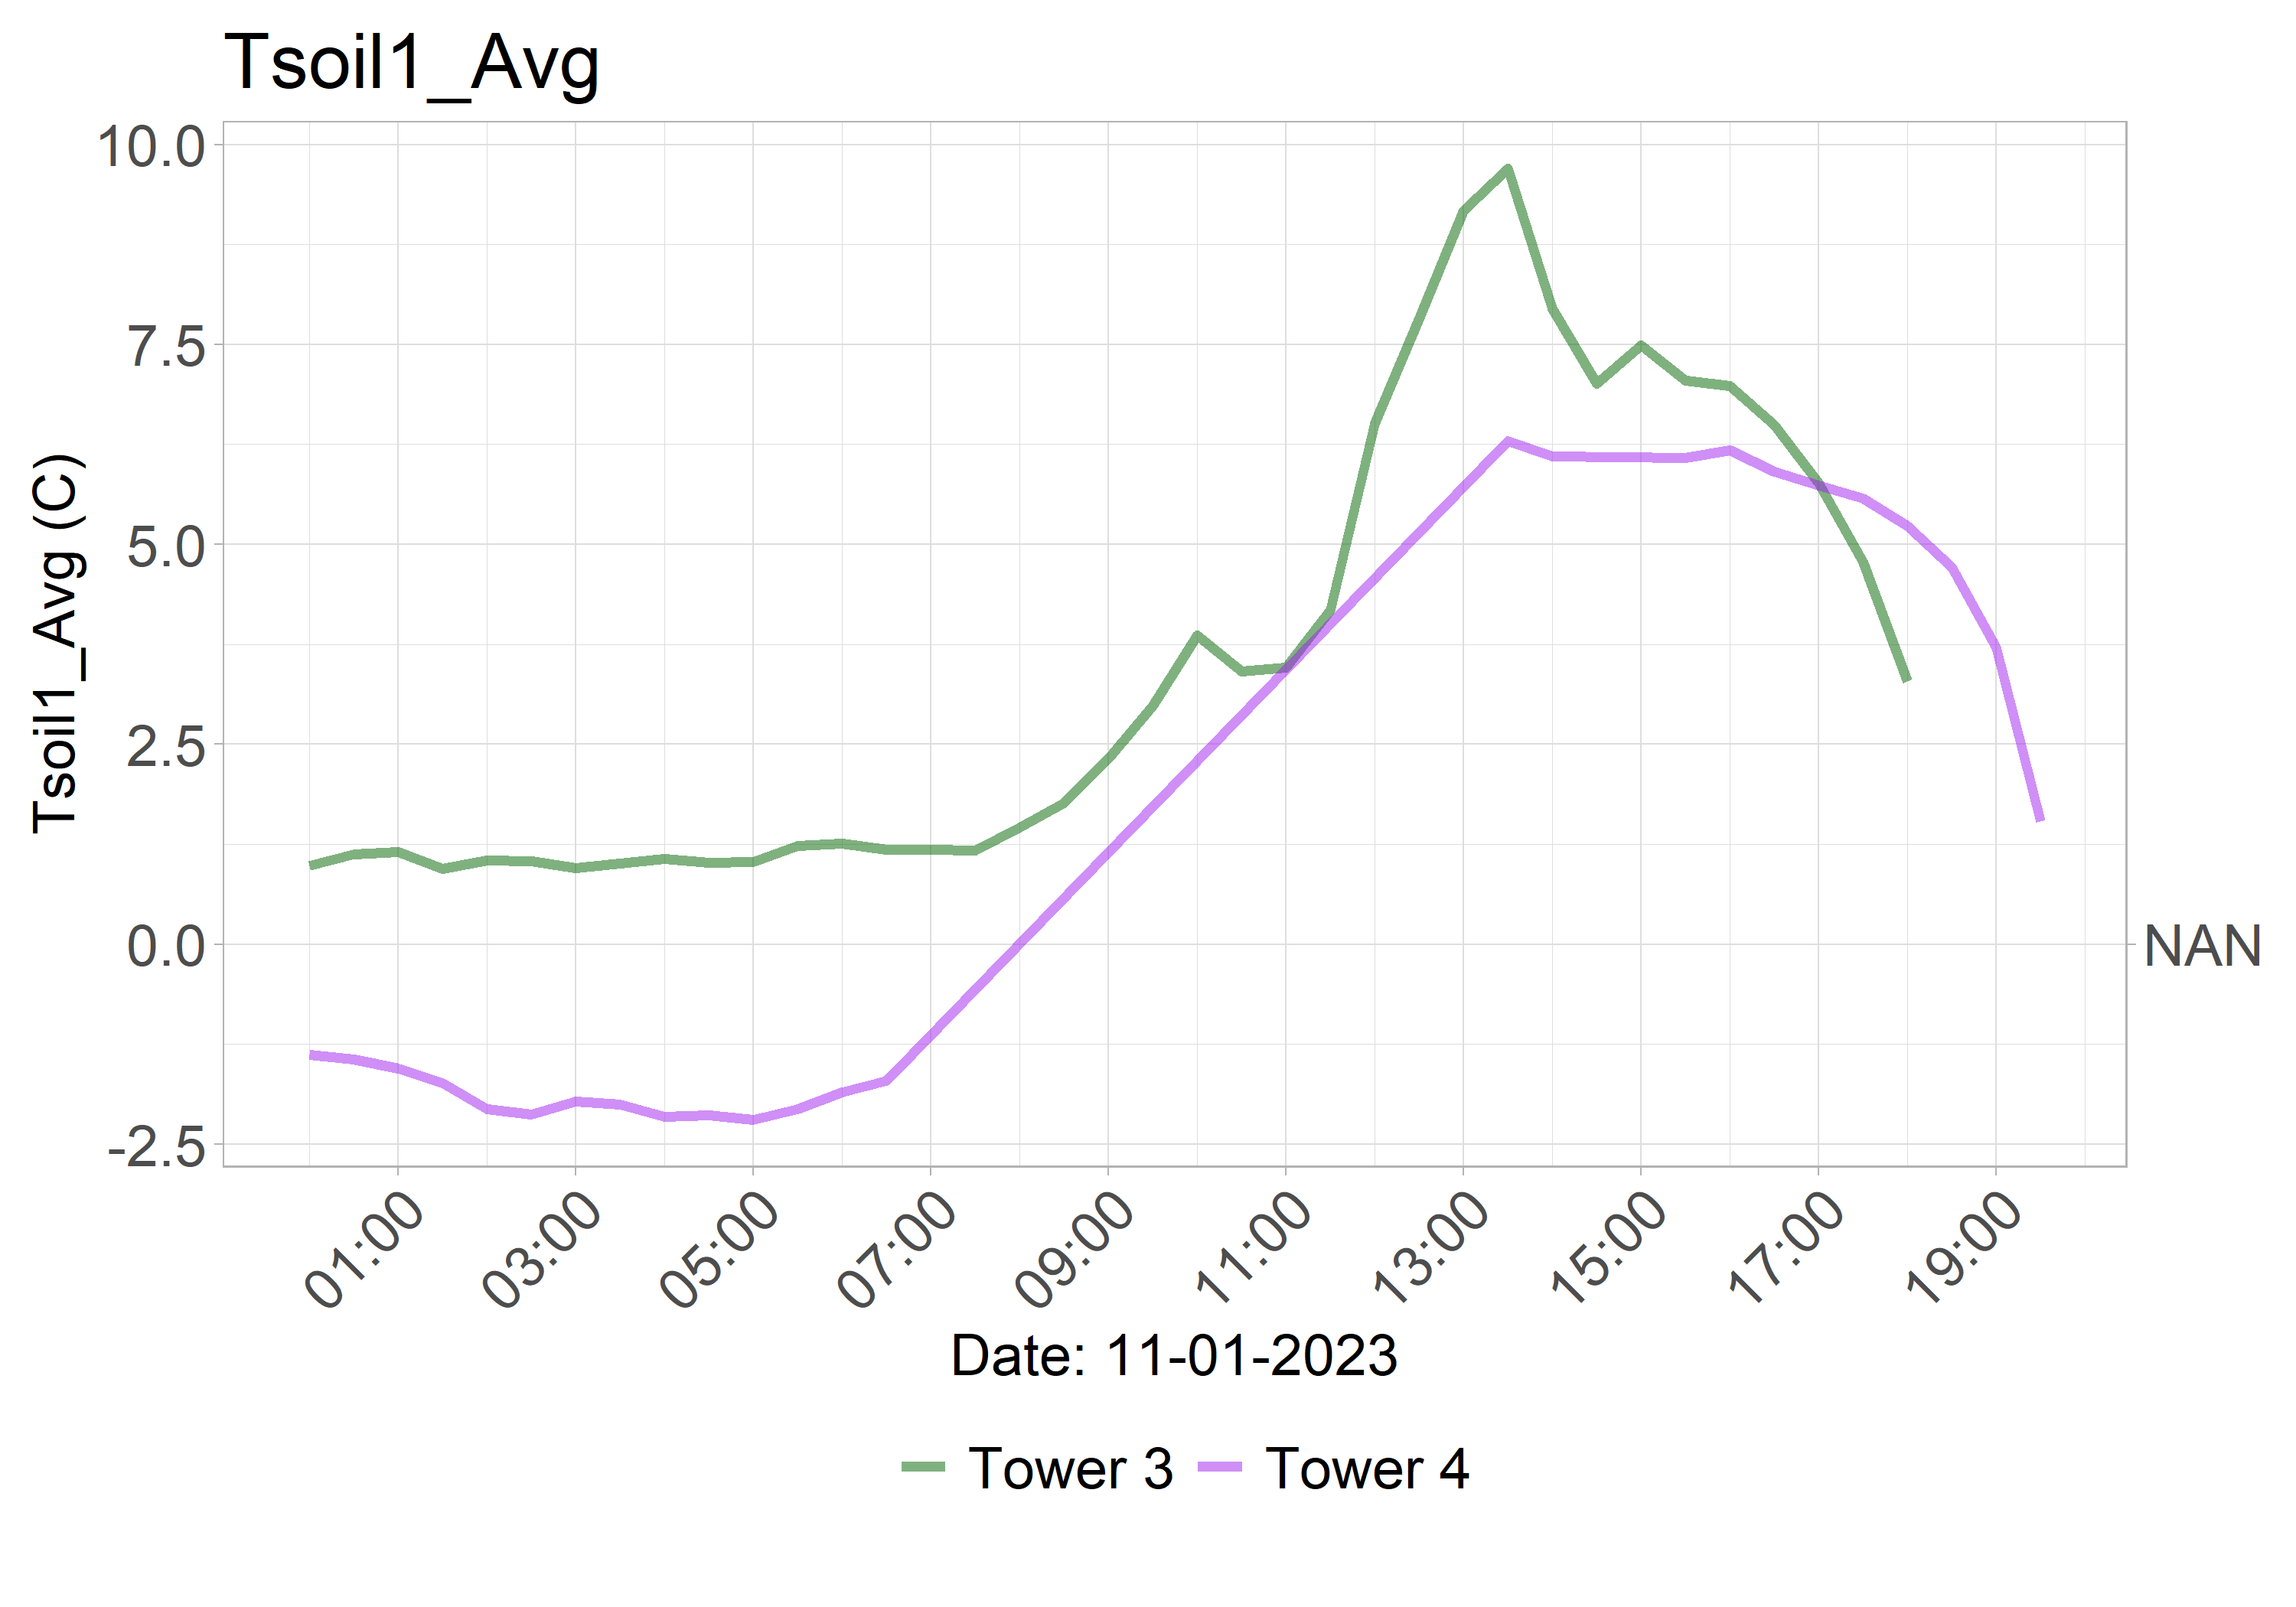 Tsoil1_Avg
10.0
7.5
5.0
2.5
0.0
-2.5
Tsoil1_Avg (C)
NAN
01:00
03:00
05:00
07:00
09:00
11:00
13:00
15:00
17:00
19:00
Date: 11-01-2023
Tower 3
Tower 4